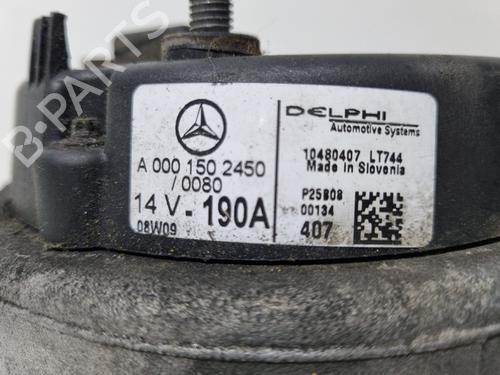 DELPHI
Automotive Systems
A 000 150 2450
/0080
14 V - 190A
08W09
10480407 LT744
Made in Slovenia
P25B08
00134
407
B-Parts